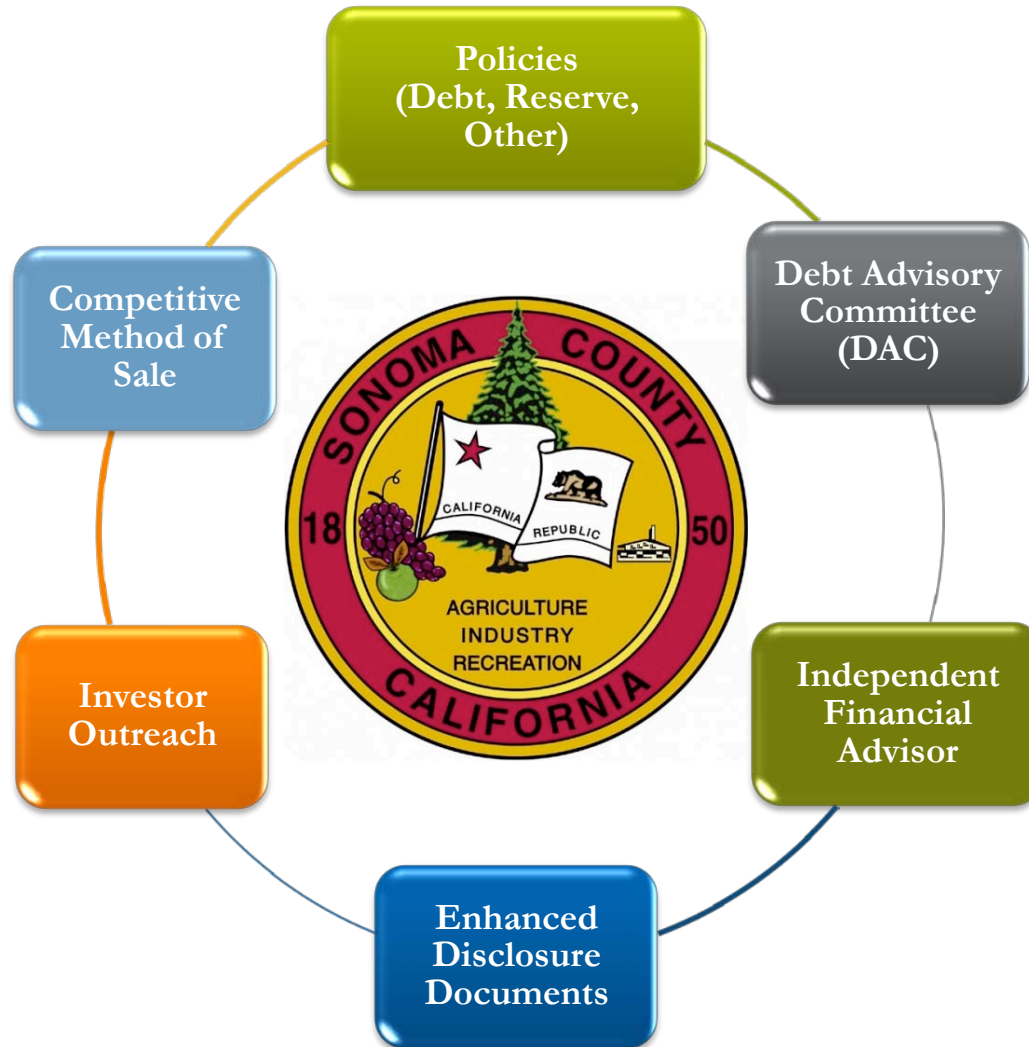 Policies
(Debt, Reserve,
Other)
Debt Advisory
Committee
(DAC)
Independent
Financial
Advisor
Enhanced
Disclosure
Documents
Investor
Outreach
Competitive
Method of
Sale
SONOMA COUNTY
18 50
CALIFORNIA
REPUBLIC
AGRICULTURE
INDUSTRY
RECREATION
CALIFORNIA